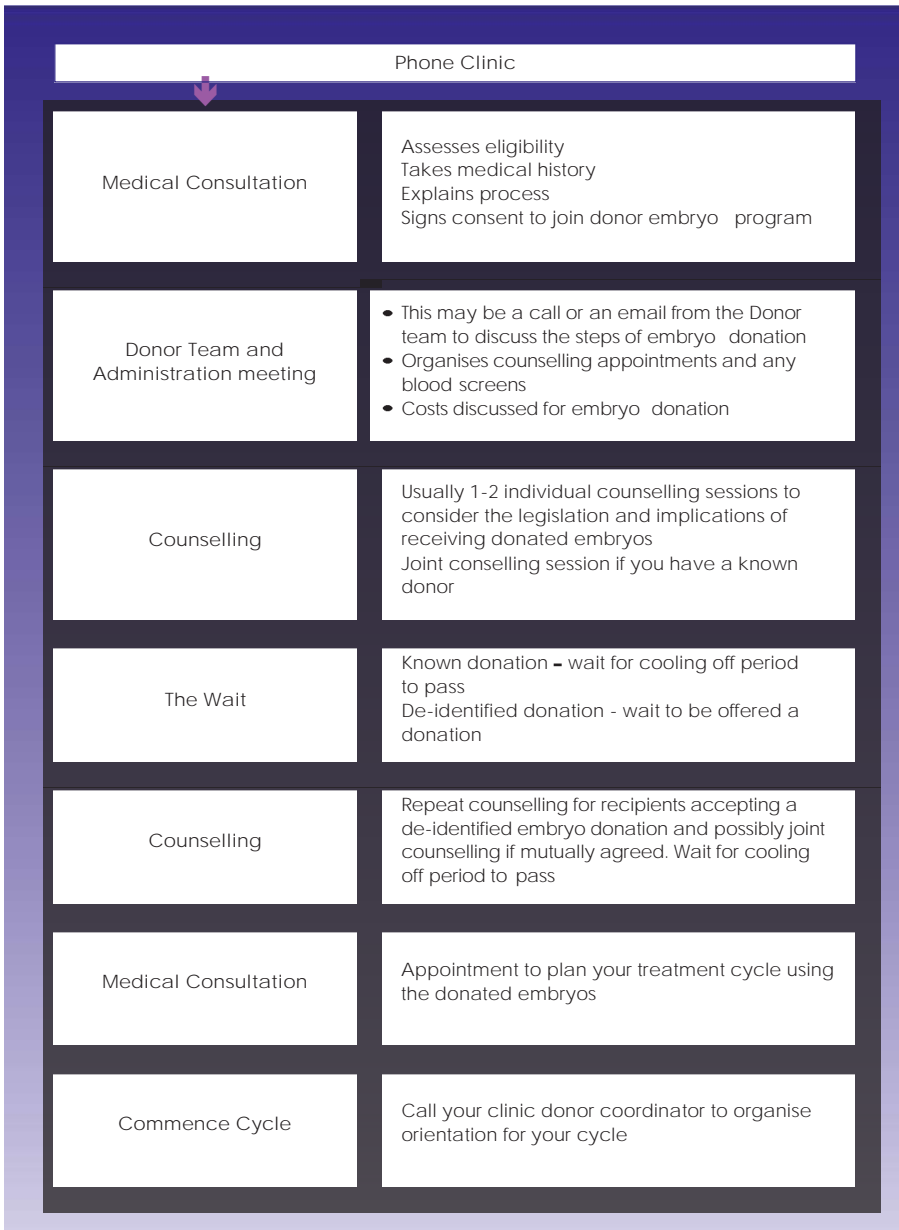 Phone Clinic
Medical Consultation
Assesses eligibility
Takes medical history
Explains process
Signs consent to join donor embryo program
Donor Team and
Administration meeting
• This may be a call or an email from the Donor
team to discuss the steps of embryo donation
• Organises counselling appointments and any
blood screens
• Costs discussed for embryo donation
Counselling
Usually 1-2 individual counselling sessions to
consider the legislation and implications of
receiving donated embryos
Joint conselling session if you have a known
donor
The Wait
Known donation – wait for cooling off period
to pass
De-identified donation - wait to be offered a
donation
Counselling
Repeat counselling for recipients accepting a
de-identified embryo donation and possibly joint
counselling if mutually agreed. Wait for cooling
off period to pass
Medical Consultation
Appointment to plan your treatment cycle using
the donated embryos
Commence Cycle
Call your clinic donor coordinator to organise
orientation for your cycle